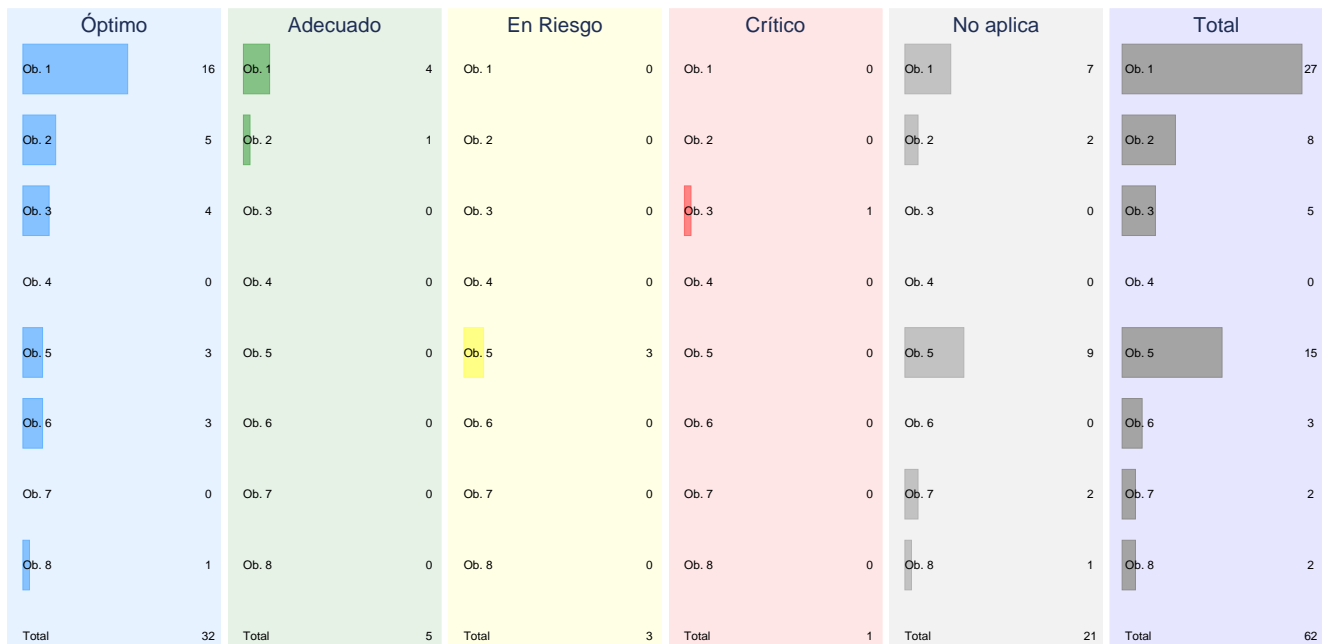 Óptimo Adecuado En Riesgo Crítico No aplica Total
Ob. 1 16 Ob. 1 4 Ob. 1 0 Ob. 1 0 Ob. 1 7 Ob. 1 27
Ob. 2 5 Ob. 2 1 Ob. 2 0 Ob. 2 0 Ob. 2 2 Ob. 2 8
Ob. 3 4 Ob. 3 0 Ob. 3 0 Ob. 3 1 Ob. 3 0 Ob. 3 5
Ob. 4 0 Ob. 4 0 Ob. 4 0 Ob. 4 0 Ob. 4 0 Ob. 4 0
Ob. 5 3 Ob. 5 0 Ob. 5 3 Ob. 5 0 Ob. 5 9 Ob. 5 15
Ob. 6 3 Ob. 6 0 Ob. 6 0 Ob. 6 0 Ob. 6 0 Ob. 6 3
Ob. 7 0 Ob. 7 0 Ob. 7 0 Ob. 7 0 Ob. 7 2 Ob. 7 2
Ob. 8 1 Ob. 8 0 Ob. 8 0 Ob. 8 0 Ob. 8 1 Ob. 8 2
Total 32 Total 5 Total 3 Total 1 Total 21 Total 62